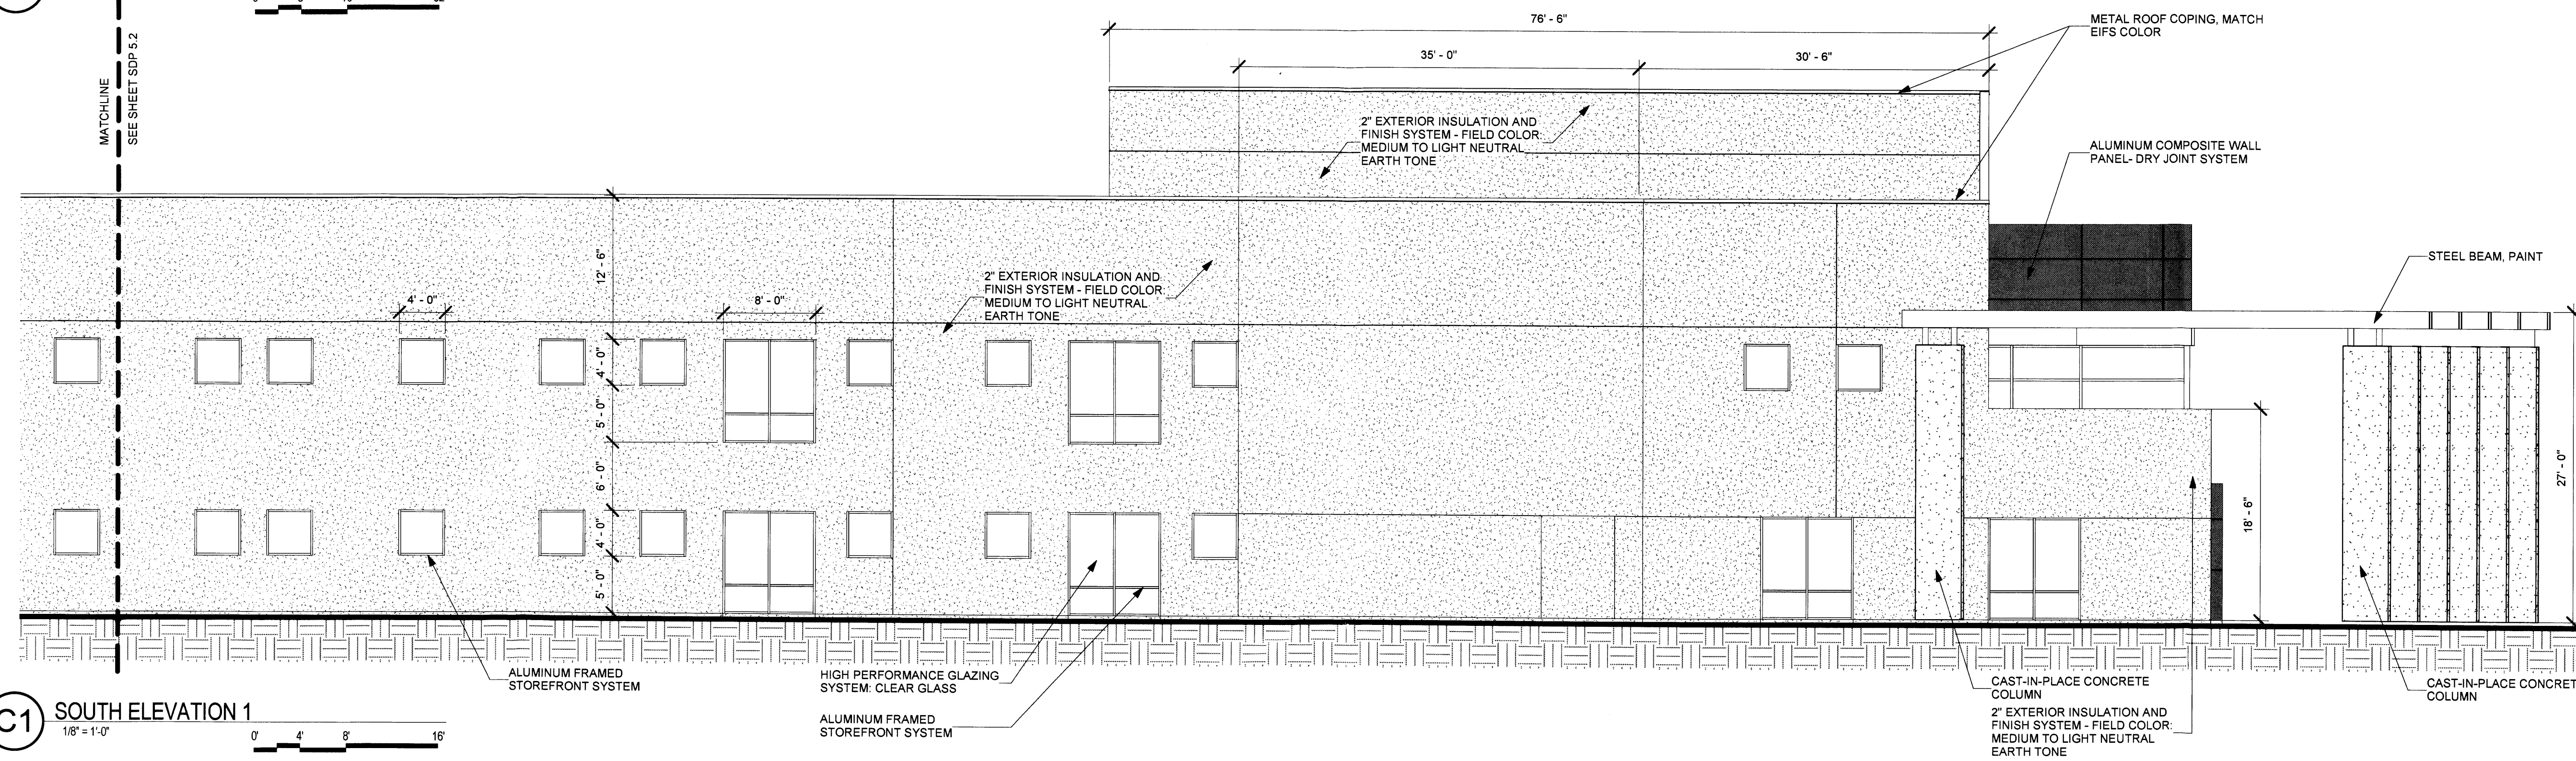 MATCHLINE
SEE SHEET SDP 5.2
76' - 6"
35' - 0"
30' - 6"
METAL ROOF COPING, MATCH
EIFS COLOR
2" EXTERIOR INSULATION AND
FINISH SYSTEM - FIELD COLOR:
MEDIUM TO LIGHT NEUTRAL
EARTH TONE
ALUMINUM COMPOSITE WALL
PANEL- DRY JOINT SYSTEM
STEEL BEAM, PAINT
2" EXTERIOR INSULATION AND
FINISH SYSTEM - FIELD COLOR:
MEDIUM TO LIGHT NEUTRAL
EARTH TONE
12' - 6"
4' - 0"
8' - 0"
4' - 0"
5' - 0"
6' - 0"
4' - 0"
5' - 0"
18' - 6"
27' - 0"
ALUMINUM FRAMED
STOREFRONT SYSTEM
HIGH PERFORMANCE GLAZING
SYSTEM: CLEAR GLASS
ALUMINUM FRAMED
STOREFRONT SYSTEM
CAST-IN-PLACE CONCRETE
COLUMN
2" EXTERIOR INSULATION AND
FINISH SYSTEM - FIELD COLOR:
MEDIUM TO LIGHT NEUTRAL
EARTH TONE
CAST-IN-PLACE CONCRET
COLUMN
C1
SOUTH ELEVATION 1
1/8" = 1'-0"
0' 4' 8' 16'